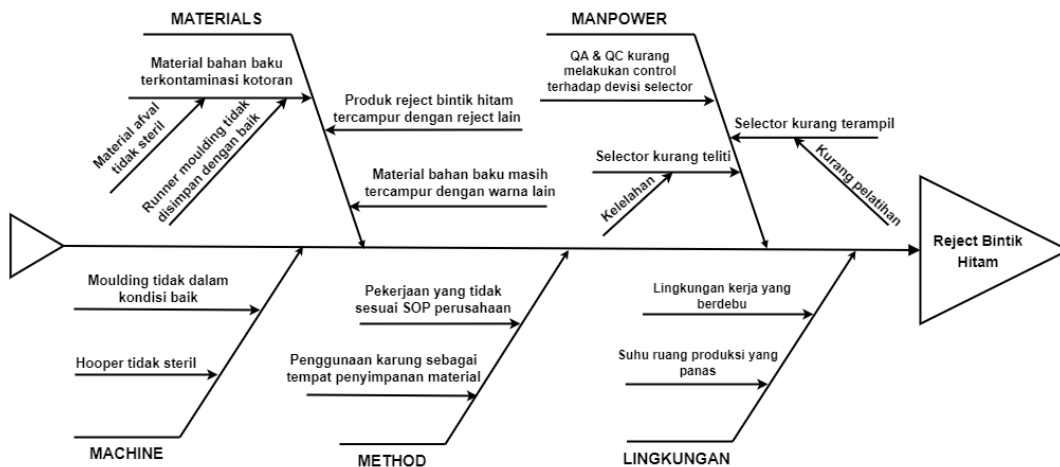 MATERIALS
Material bahan baku
terkontaminasi kotoran
Material afval
tidak steril
Runner moulding tidak
disimpan dengan baik
Produk reject bintik hitam
tercampur dengan reject lain
Material bahan baku masih
tercampur dengan warna lain
MANPOWER
QA & QC kurang
melakukan control
terhadap devisi selector
Selector kurang terampil
Selector kurang teliti
Kelelahan
Kurang pelatihan
Reject Bintik
Hitam
Moulding tidak dalam
kondisi baik
Hooper tidak steril
MACHINE
Pekerjaan yang tidak
sesuai SOP perusahaan
Penggunaan karung sebagai
tempat penyimpanan material
METHOD
Lingkungan kerja yang
berdebu
Suhu ruang produksi yang
panas
LINGKUNGAN